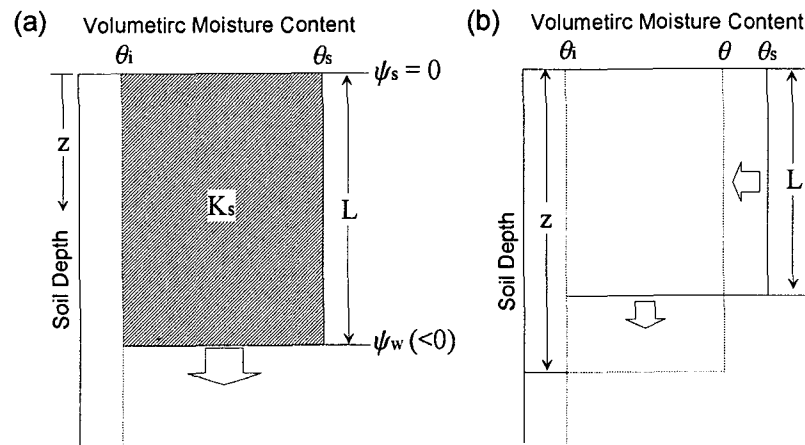 (a) Volumetirc Moisture Content
θi θs
ψs = 0
z
Ks
L
Soil Depth
ψw (<0)
(b) Volumetirc Moisture Content
θi θ θs
z
L
Soil Depth